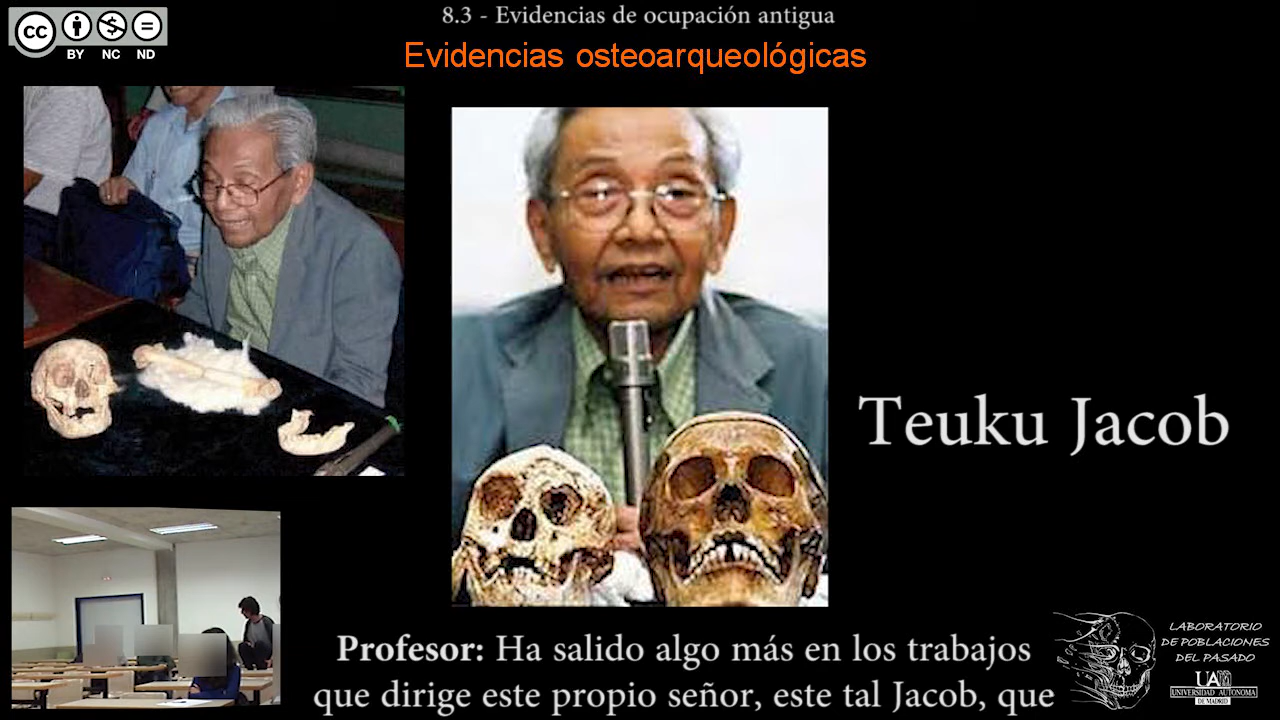 8.3 - Evidencias de ocupación antigua
Evidencias osteoarqueológicas
cc
BY NC ND
Teuku Jacob
Profesor: Ha salido algo más en los trabajos
que dirige este propio señor, este tal Jacob, que
LABORATORIO
DE POBLACIONES
DEL PASADO
UAM
UNIVERSIDAD AUTONOMA
DE MADRID